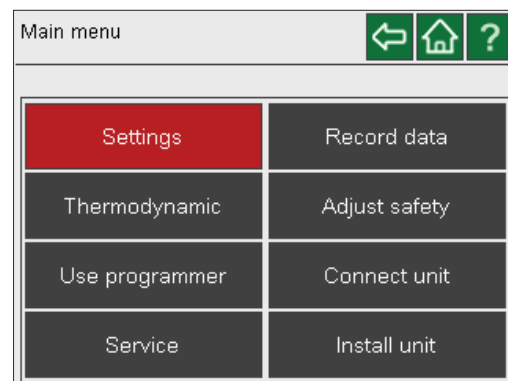 Main menu ?
Settings Record data
Thermodynamic Adjust safety
Use programmer Connect unit
Service Install unit